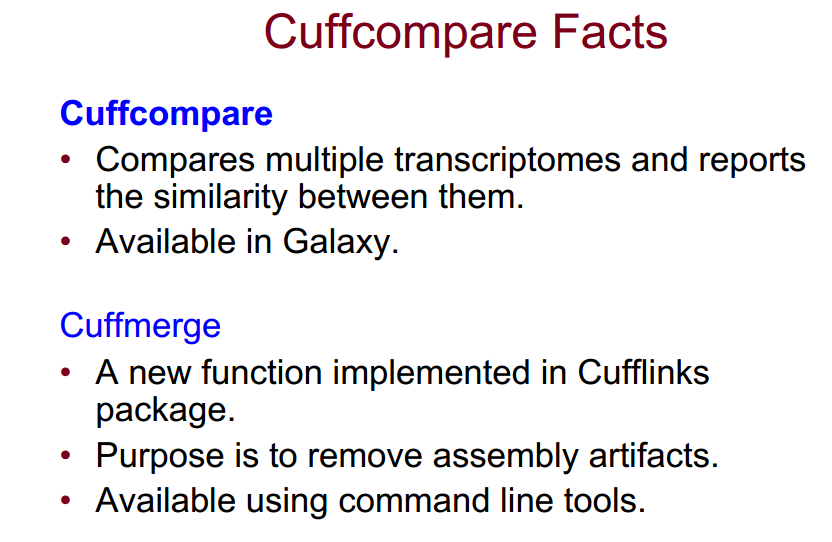 Cuffcompare Facts
Cuffcompare
• Compares multiple transcriptomes and reports
the similarity between them.
• Available in Galaxy.
Cuffmerge
• A new function implemented in Cufflinks
package.
• Purpose is to remove assembly artifacts.
• Available using command line tools.